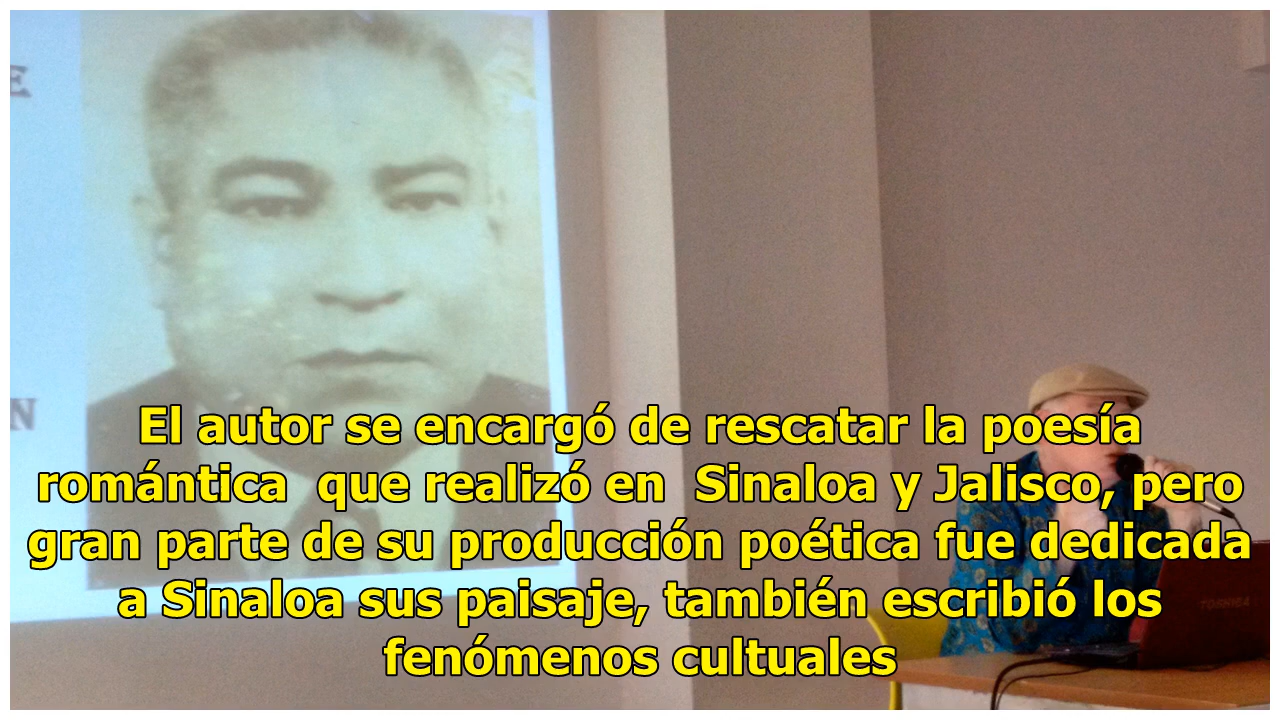 E
N
El autor se encargó de rescatar la poesía
romántica  que realizó en  Sinaloa y Jalisco, pero
gran parte de su producción poética fue dedicada
a Sinaloa sus paisaje, también escribió los
fenómenos cultuales
TOSHIBA